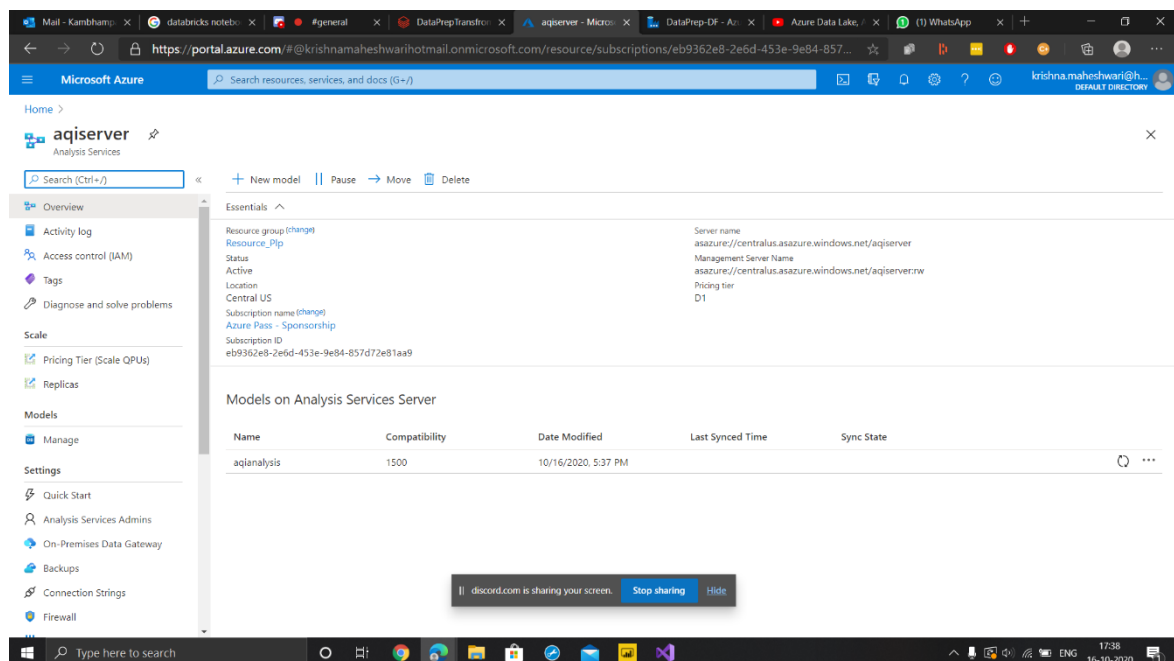 Mail - Kambhamp
databricks notebo
#general
DataPrepTransfron
aqiserver - Micros
DataPrep-DF - Az
Azure Data Lake, A
(1) WhatsApp
https://portal.azure.com/#@krishnamaheshwarihotmail.onmicrosoft.com/resource/subscriptions/eb9362e8-2e6d-453e-9e84-857...
Microsoft Azure
Search resources, services, and docs (G+/)
krishna.maheshwari@h...
DEFAULT DIRECTORY
Home >
aqiserver
Analysis Services
Search (Ctrl+/)
«
New model
Pause
Move
Delete
Overview
Activity log
Access control (IAM)
Tags
Diagnose and solve problems
Scale
Pricing Tier (Scale QPUs)
Replicas
Models
Manage
Settings
Quick Start
Analysis Services Admins
On-Premises Data Gateway
Backups
Connection Strings
Firewall
Essentials
Resource group (change)
Resource_Plp
Status
Active
Location
Central US
Subscription name (change)
Azure Pass - Sponsorship
Subscription ID
eb9362e8-2e6d-453e-9e84-857d72e81aa9
Server name
asazure://centralus.asazure.windows.net/aqiserver
Management Server Name
asazure://centralus.asazure.windows.net/aqiserver:rw
Pricing tier
D1
Models on Analysis Services Server
Name Compatibility Date Modified Last Synced Time Sync State
aqianalysis 1500 10/16/2020, 5:37 PM
discord.com is sharing your screen. Stop sharing Hide
Type here to search
ENG
17:38
16-10-2020